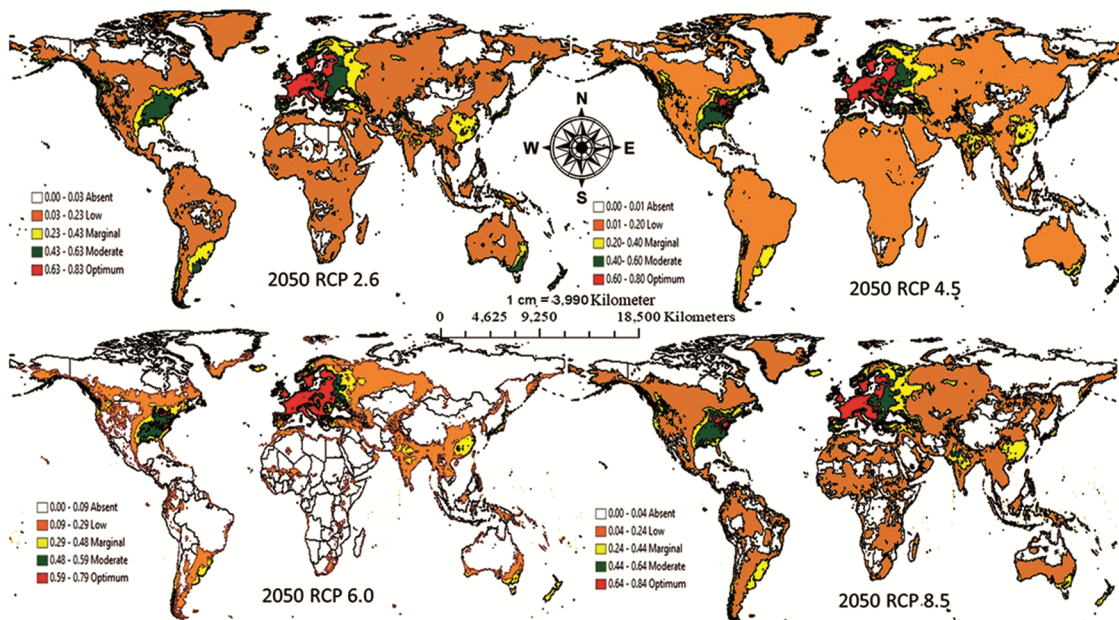 N
W E
S
0.00 - 0.03 Absent
0.03 - 0.23 Low
0.23 - 0.43 Marginal
0.43 - 0.63 Moderate
0.63 - 0.83 Optimum
2050 RCP 2.6
0.00 - 0.01 Absent
0.01 - 0.20 Low
0.20- 0.40 Marginal
0.40- 0.60 Moderate
0.60 - 0.80 Optimum
2050 RCP 4.5
1 cm = 3,990 Kilometer
0 4,625 9,250 18,500 Kilometers
0.00 - 0.09 Absent
0.09 - 0.29 Low
0.29 - 0.48 Marginal
0.48 - 0.59 Moderate
0.59 - 0.79 Optimum
2050 RCP 6.0
0.00 - 0.04 Absent
0.04 - 0.24 Low
0.24 - 0.44 Marginal
0.44 - 0.64 Moderate
0.64 - 0.84 Optimum
2050 RCP 8.5